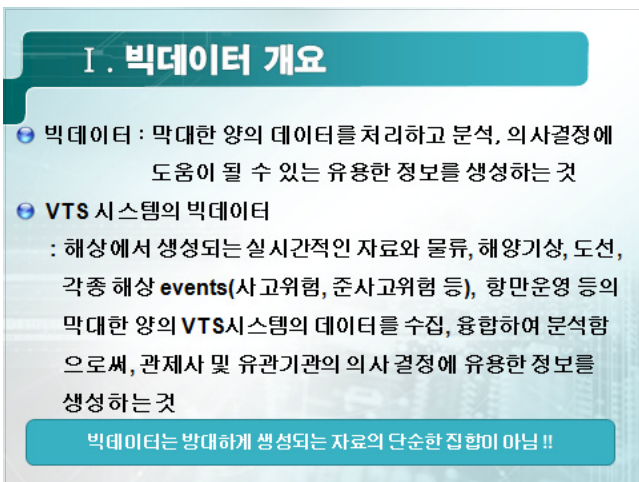 Ⅰ. 빅데이터 개요
빅데이터 : 막대한 양의 데이터를 처리하고 분석, 의사결정에
도움이 될 수 있는 유용한 정보를 생성하는 것
VTS 시스템의 빅데이터
: 해상에서 생성되는 실시간적인 자료와 물류, 해양기상, 도선,
각종 해상 events(사고위험, 준사고위험 등), 항만운영 등의
막대한 양의 VTS시스템의 데이터를 수집, 융합하여 분석함
으로써, 관제사 및 유관기관의 의사 결정에 유용한 정보를
생성하는 것
빅데이터는 방대하게 생성되는 자료의 단순한 집합이 아님 !!